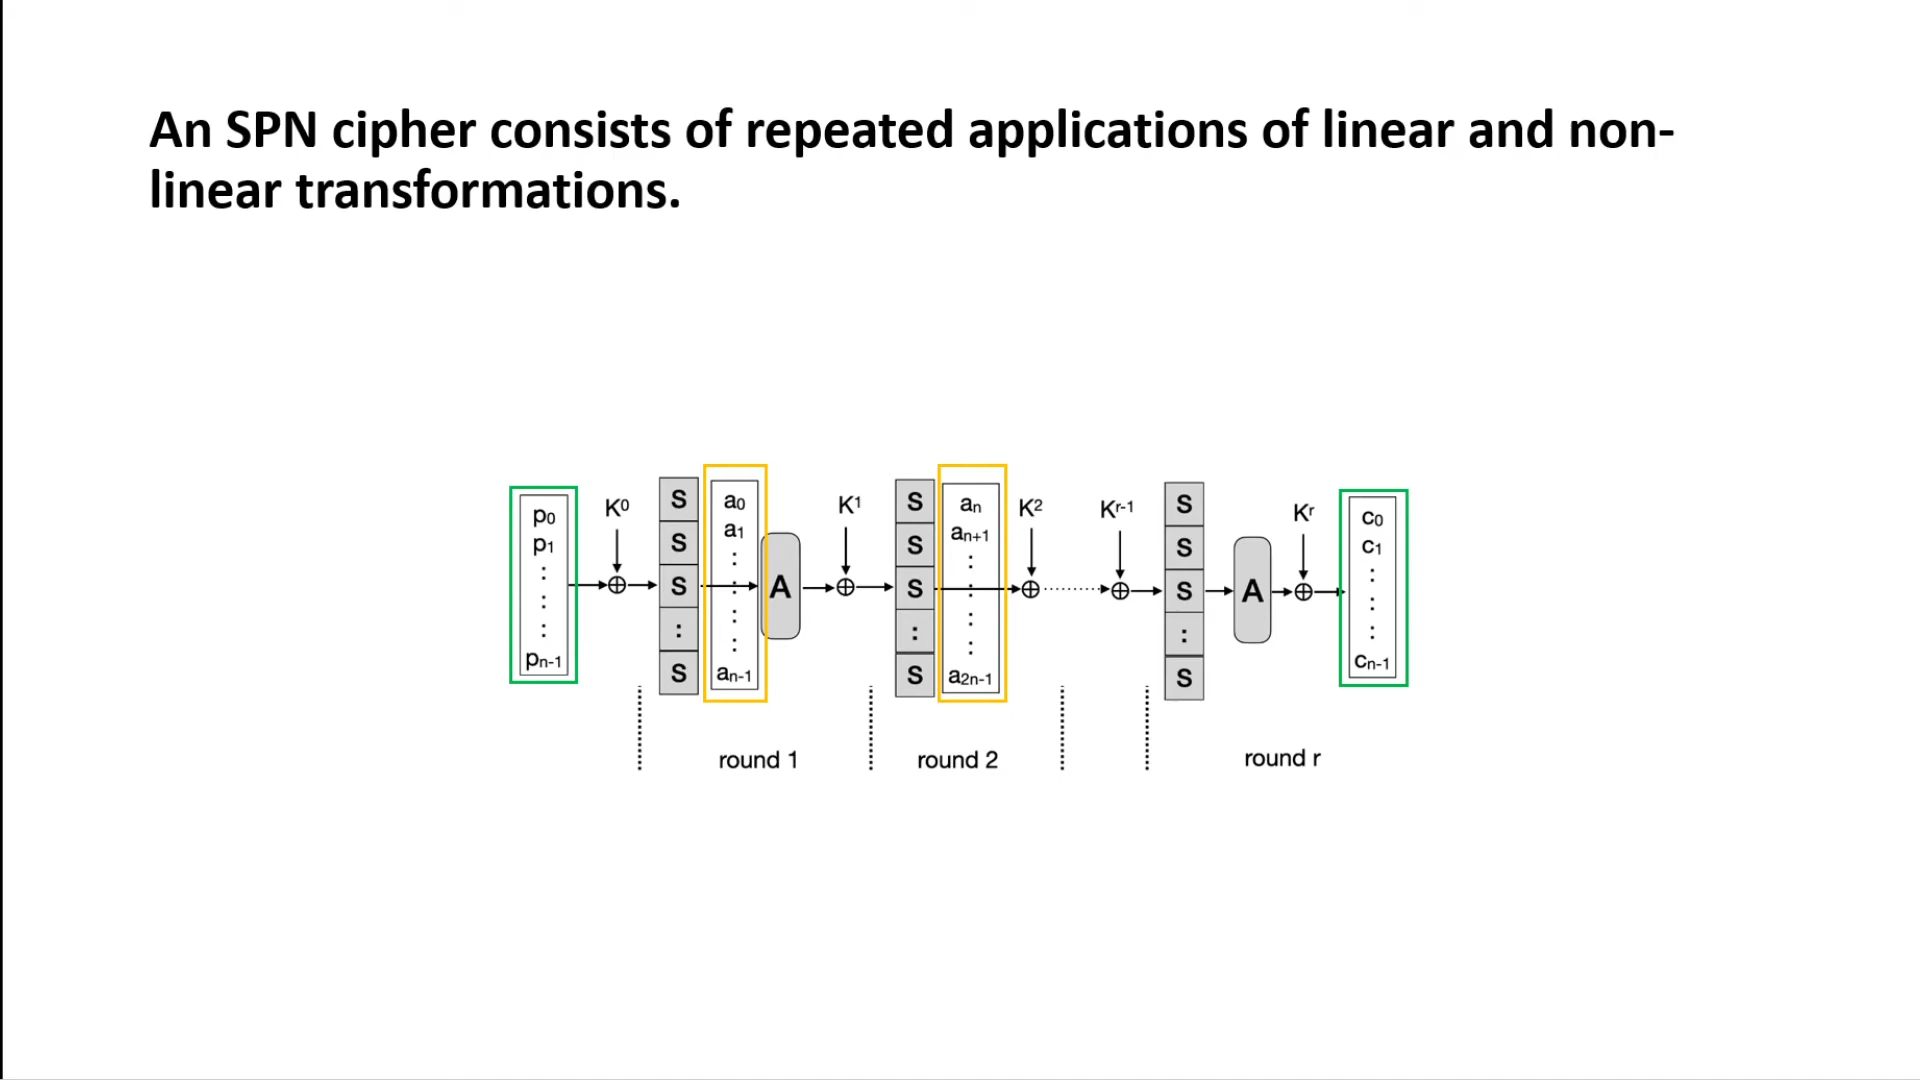 An SPN cipher consists of repeated applications of linear and non-
linear transformations.
p0
p1
:
:
:
pn-1
K0
S
S
S
:
S
a0
a1
:
:
:
:
an-1
A
K1
S
S
S
:
S
an
an+1
:
:
:
:
a2n-1
K2
Kr-1
S
S
S
:
S
A
Kr
c0
c1
:
:
:
cn-1
round 1
round 2
round r